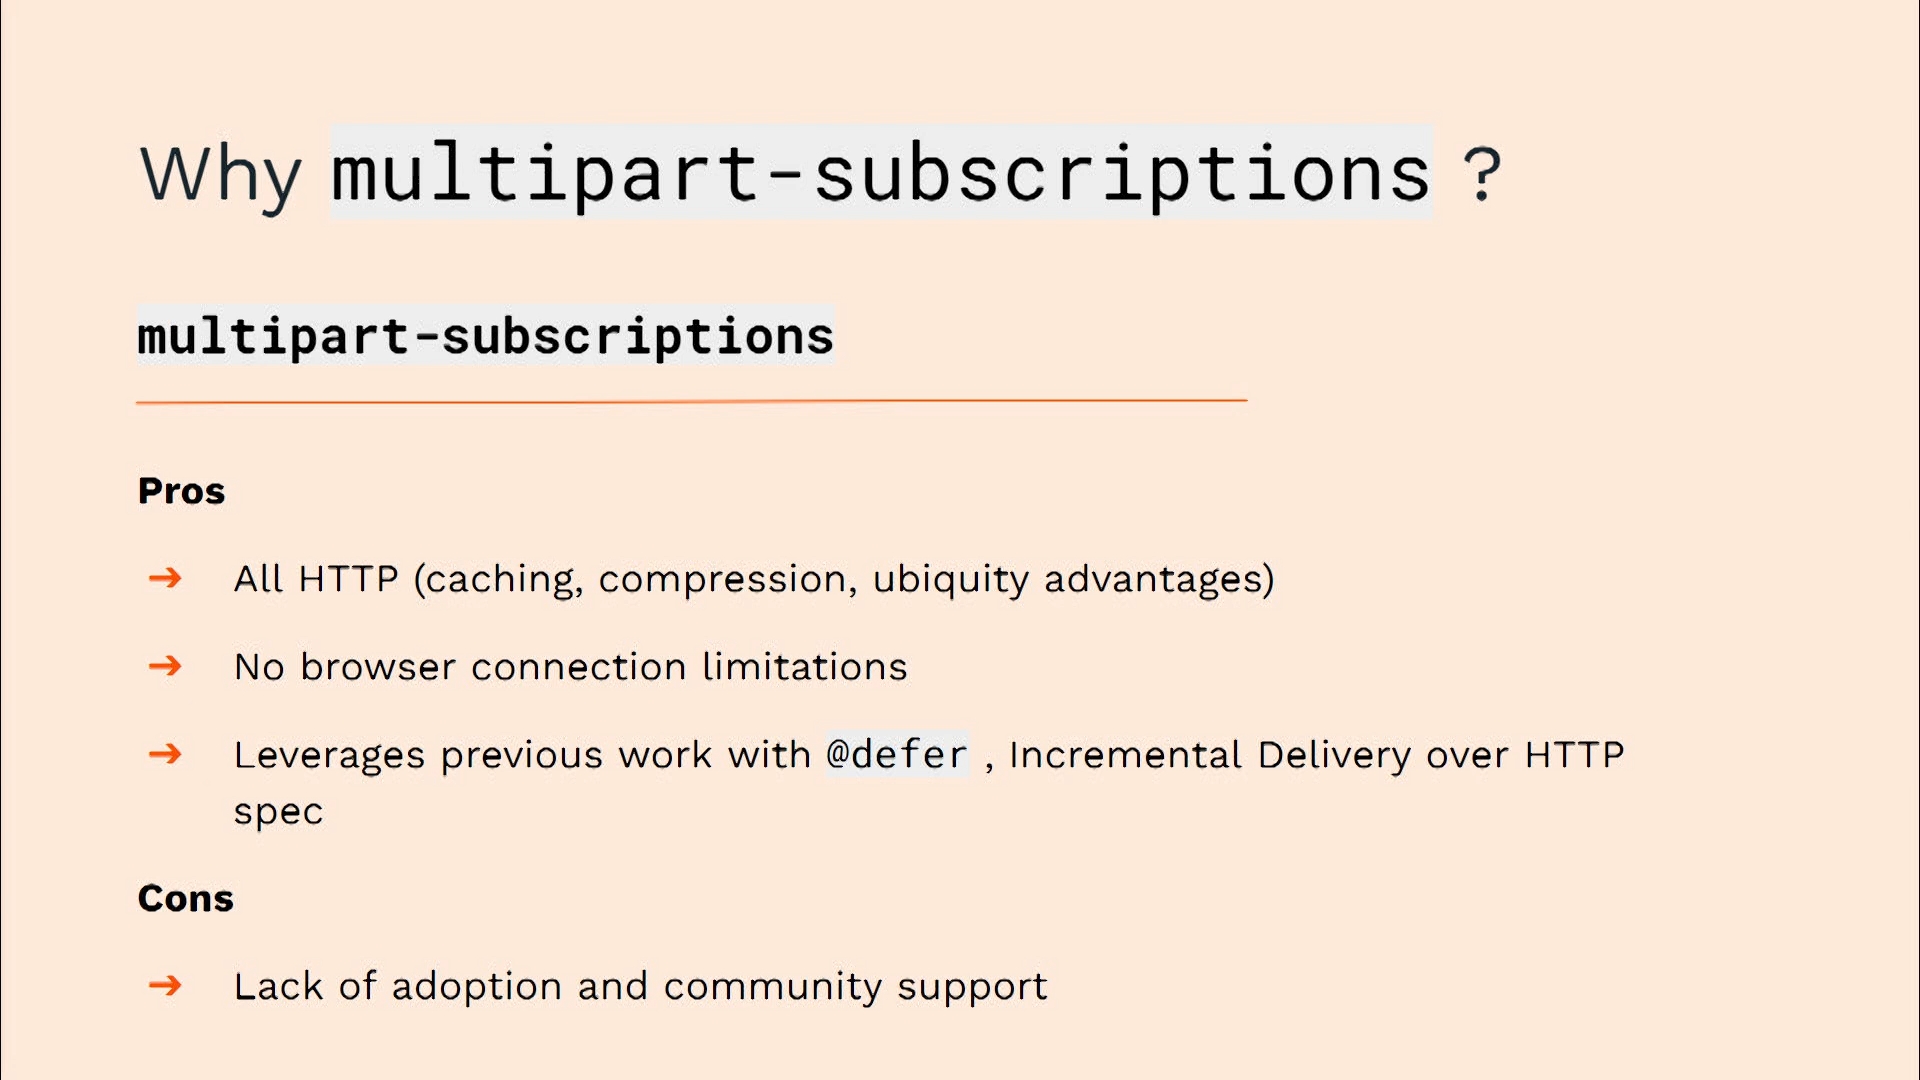 Why multipart-subscriptions ?
multipart-subscriptions
Pros
➔ All HTTP (caching, compression, ubiquity advantages)
➔ No browser connection limitations
➔ Leverages previous work with @defer , Incremental Delivery over HTTP
spec
Cons
➔ Lack of adoption and community support